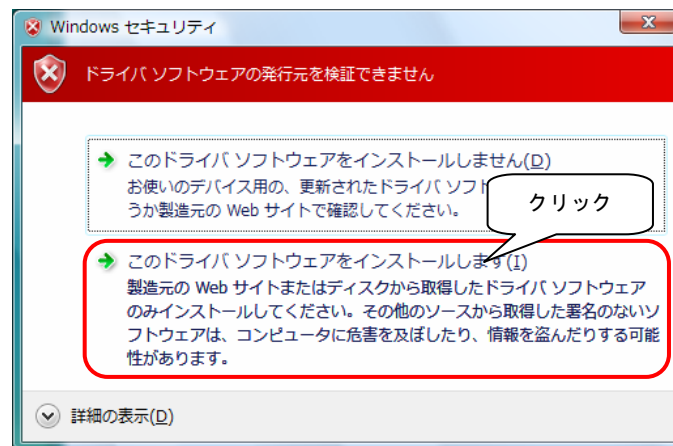 Windows セキュリティ
ドライバ ソフトウェアの発行元を検証できません
このドライバ ソフトウェアをインストールしません(D)
お使いのデバイス用の、更新されたドライバ ソフト
うか製造元の Web サイトで確認してください。
クリック
このドライバ ソフトウェアをインストールします(I)
製造元の Web サイトまたはディスクから取得したドライバ ソフトウェア
のみインストールしてください。その他のソースから取得した署名のないソ
フトウェアは、コンピュータに危害を及ぼしたり、情報を盗んだりする可能
性があります。
詳細の表示(D)